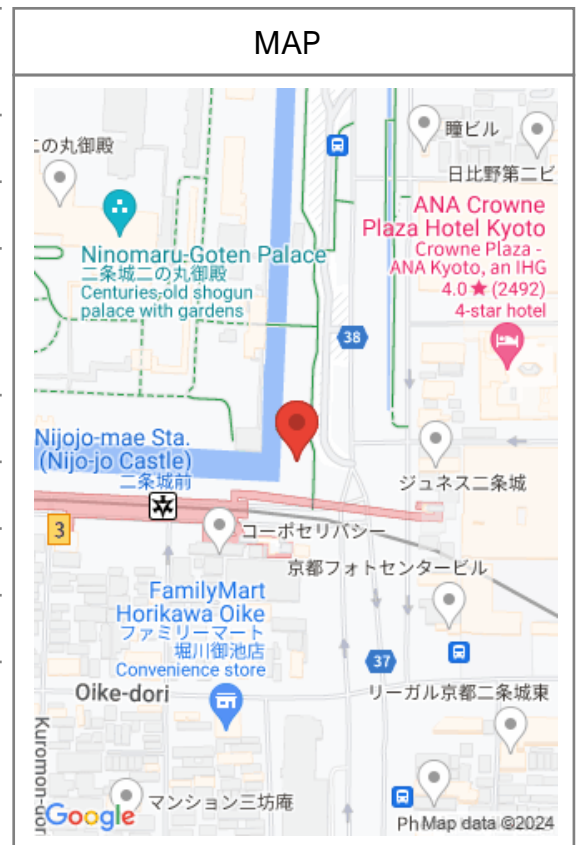 MAP
二の丸御殿
瞳ビル
日比野第二ビ
ANA Crowne
Plaza Hotel Kyoto
Crowne Plaza -
ANA Kyoto, an IHG
4.0★ (2492)
4-star hotel
Ninomaru-Goten Palace
二条城二の丸御殿
Centuries-old shogun
palace with gardens
38
Nijojo-mae Sta.
(Nijo-jo Castle)
二条城前
ジュネス二条城
3
コーポセリバシー
京都フォトセンタービル
FamilyMart
Horikawa Oike
ファミリーマート
堀川御池店
Convenience store
37
Oike-dori
リーガル京都二条城東
Kuromon-dor
マンション三坊庵
Google
Map data ©2024